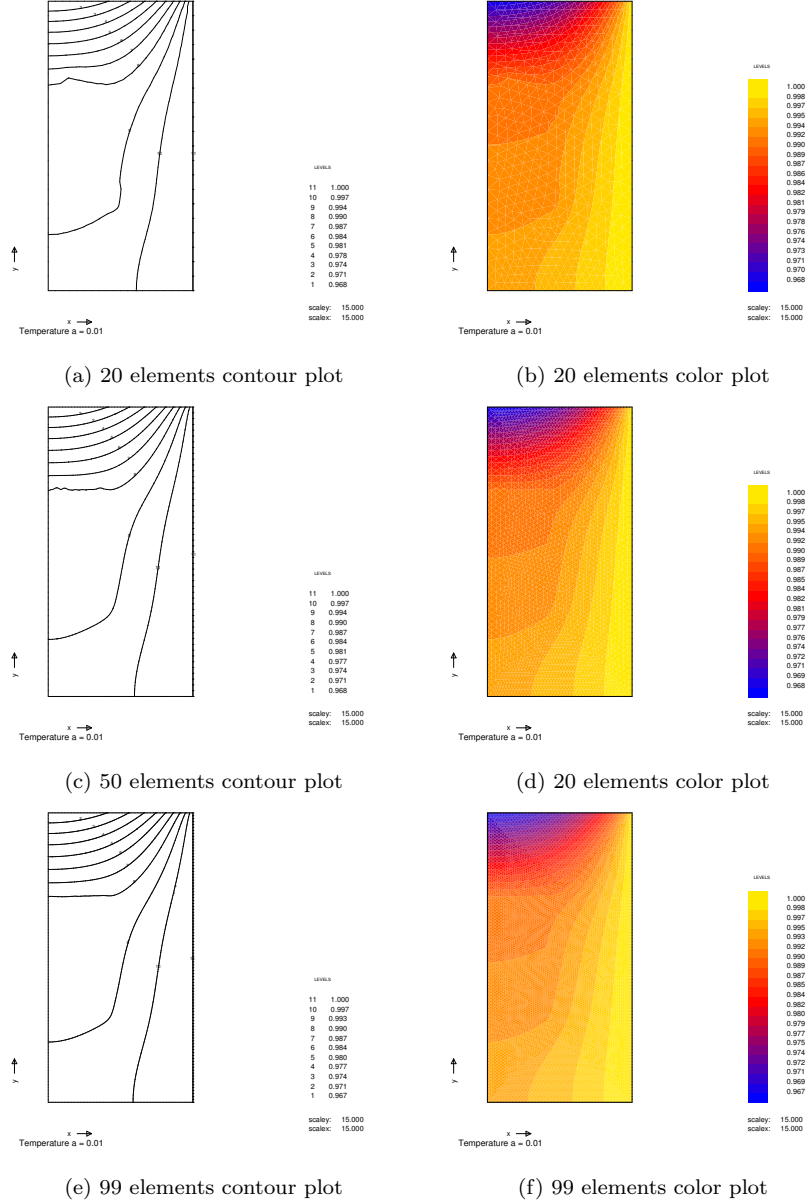 LEVELS
11 1.000
10 0.997
9 0.994
8 0.990
7 0.987
6 0.984
5 0.981
4 0.978
3 0.974
2 0.971
1 0.968
scaley: 15.000
scalex: 15.000
y
x
Temperature a = 0.01
(a) 20 elements contour plot
LEVELS
1.000
0.998
0.997
0.995
0.994
0.992
0.990
0.989
0.987
0.986
0.984
0.982
0.981
0.979
0.978
0.976
0.974
0.973
0.971
0.970
0.968
scaley: 15.000
scalex: 15.000
y
x
Temperature a = 0.01
(b) 20 elements color plot
LEVELS
11 1.000
10 0.997
9 0.994
8 0.990
7 0.987
6 0.984
5 0.981
4 0.977
3 0.974
2 0.971
1 0.968
scaley: 15.000
scalex: 15.000
y
x
Temperature a = 0.01
(c) 50 elements contour plot
LEVELS
1.000
0.998
0.997
0.995
0.994
0.992
0.990
0.989
0.987
0.985
0.984
0.982
0.981
0.979
0.977
0.976
0.974
0.972
0.971
0.969
0.968
scaley: 15.000
scalex: 15.000
y
x
Temperature a = 0.01
(d) 20 elements color plot
LEVELS
11 1.000
10 0.997
9 0.993
8 0.990
7 0.987
6 0.984
5 0.980
4 0.977
3 0.974
2 0.971
1 0.967
scaley: 15.000
scalex: 15.000
y
x
Temperature a = 0.01
(e) 99 elements contour plot
LEVELS
1.000
0.998
0.997
0.995
0.993
0.992
0.990
0.988
0.987
0.985
0.984
0.982
0.980
0.979
0.977
0.975
0.974
0.972
0.971
0.969
0.967
scaley: 15.000
scalex: 15.000
y
x
Temperature a = 0.01
(f) 99 elements color plot